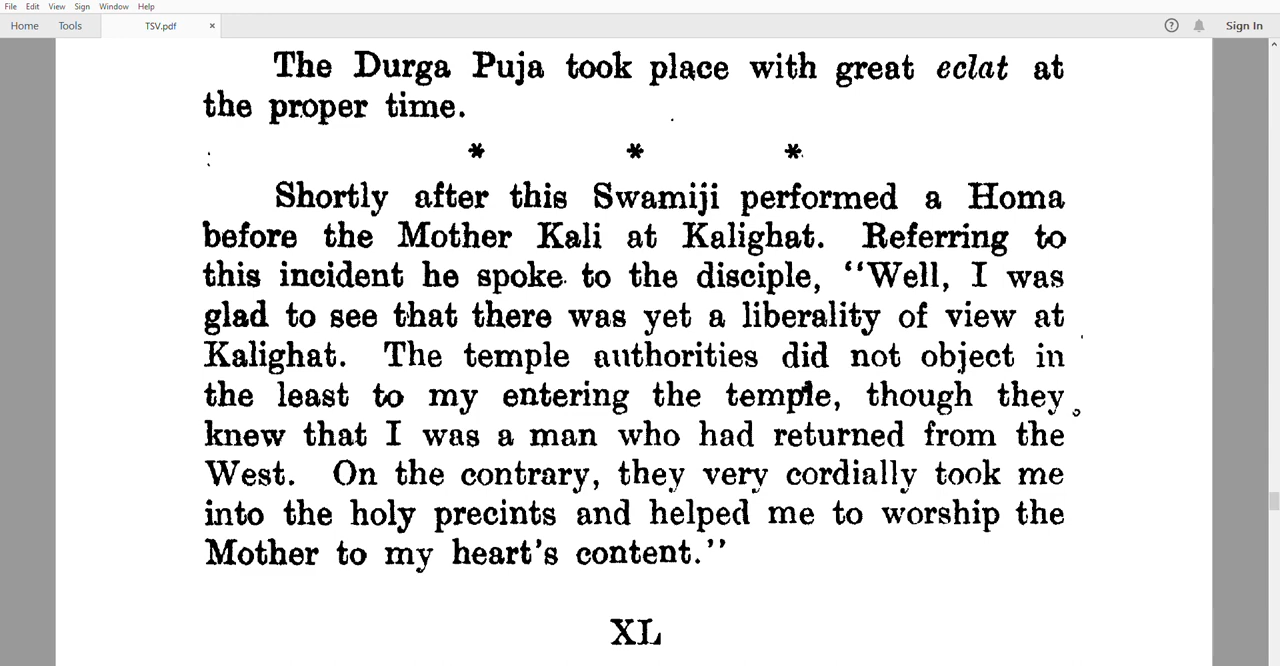 File Edit View Sign Window Help
Home Tools TSV.pdf × ? Sign In
The Durga Puja took place with great eclat at
the proper time.
* * *
Shortly after this Swamiji performed a Homa
before the Mother Kali at Kalighat. Referring to
this incident he spoke to the disciple, “Well, I was
glad to see that there was yet a liberality of view at
Kalighat. The temple authorities did not object in
the least to my entering the temple, though they
knew that I was a man who had returned from the
West. On the contrary, they very cordially took me
into the holy precints and helped me to worship the
Mother to my heart's content.”
XL